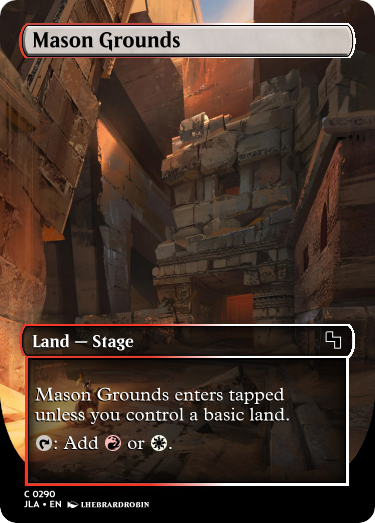 Mason Grounds
Land — Stage
Mason Grounds enters tapped
unless you control a basic land.
: Add or .
C 0290
JLA • EN LHEBRARDROBIN